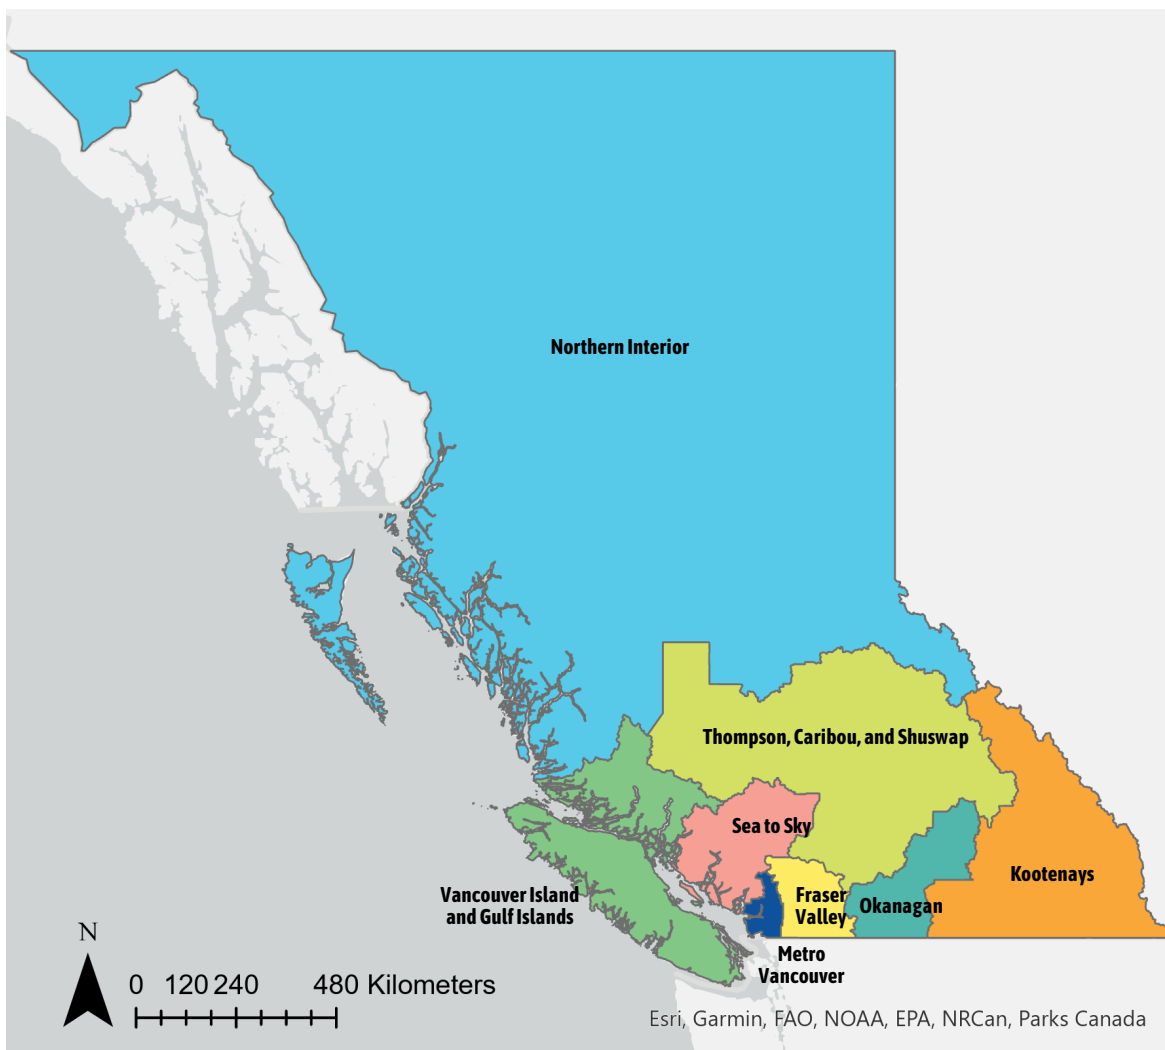 Northern Interior
Thompson, Caribou, and Shuswap
Sea to Sky
Kootenays
Vancouver Island
and Gulf Islands
Fraser
Valley
Okanagan
Metro
Vancouver
N
0 120 240 480 Kilometers
Esri, Garmin, FAO, NOAA, EPA, NRCan, Parks Canada